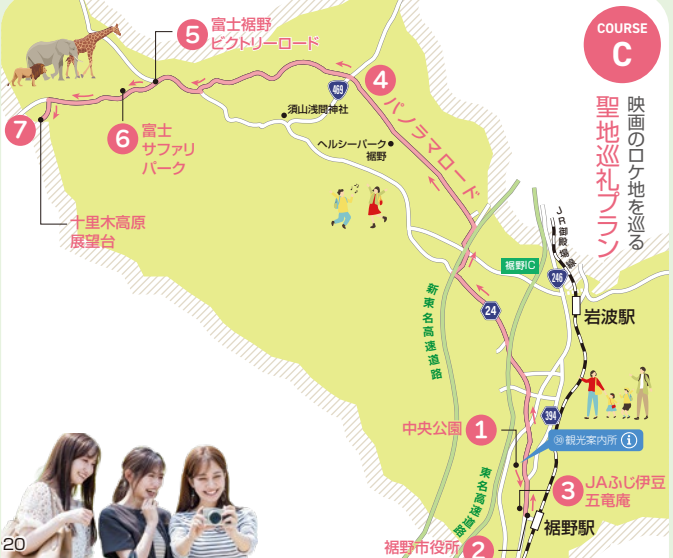 COURSE
C
映画のロケ地を巡る
聖地巡礼プラン
5
富士裾野
ビクトリーロード
4
パノラマロード
469
須山浅間神社
ヘルシーパーク
裾野
7
6
富士
サファリ
パーク
十里木高原
展望台
JR御殿場線
裾野IC
246
岩波駅
新東名高速道路
24
394
中央公園
1
観光案内所
i
3
JAふじ伊豆
五竜庵
東名高速道路
裾野駅
裾野市役所
2
20